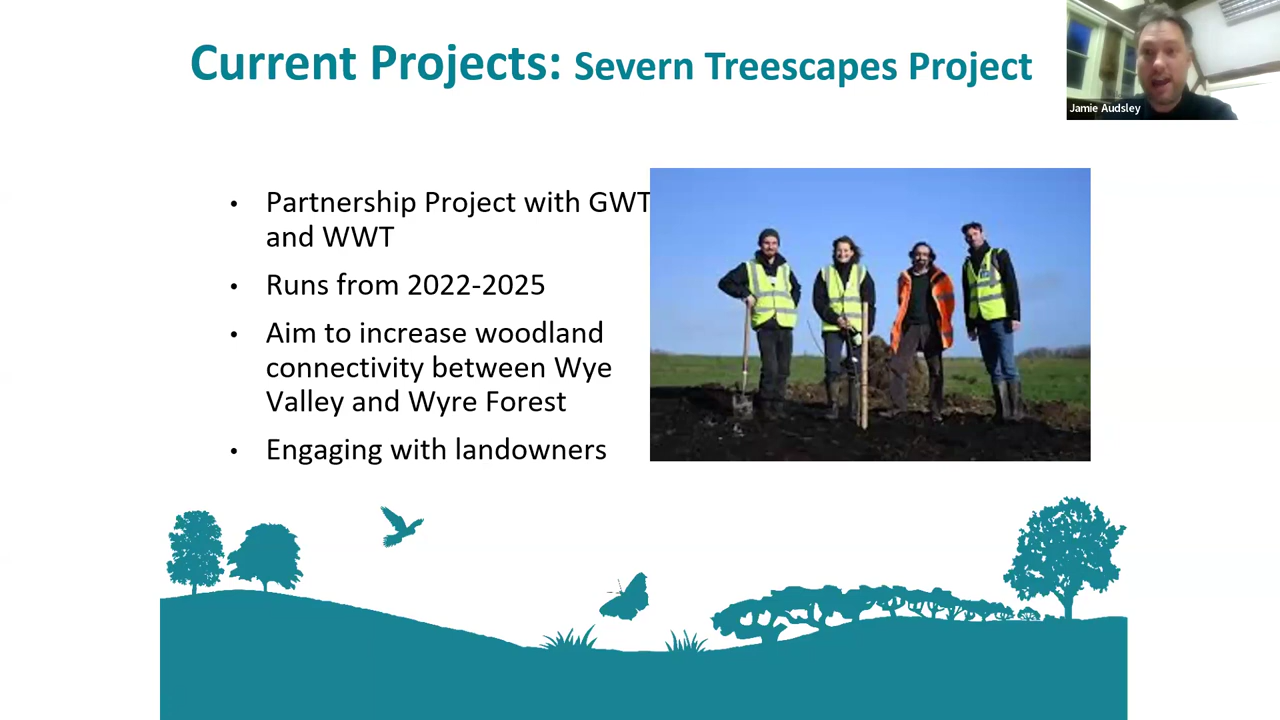 Current Projects: Severn Treescapes Project
Jamie Audsley
• Partnership Project with GWT
and WWT
• Runs from 2022-2025
• Aim to increase woodland
connectivity between Wye
Valley and Wyre Forest
• Engaging with landowners